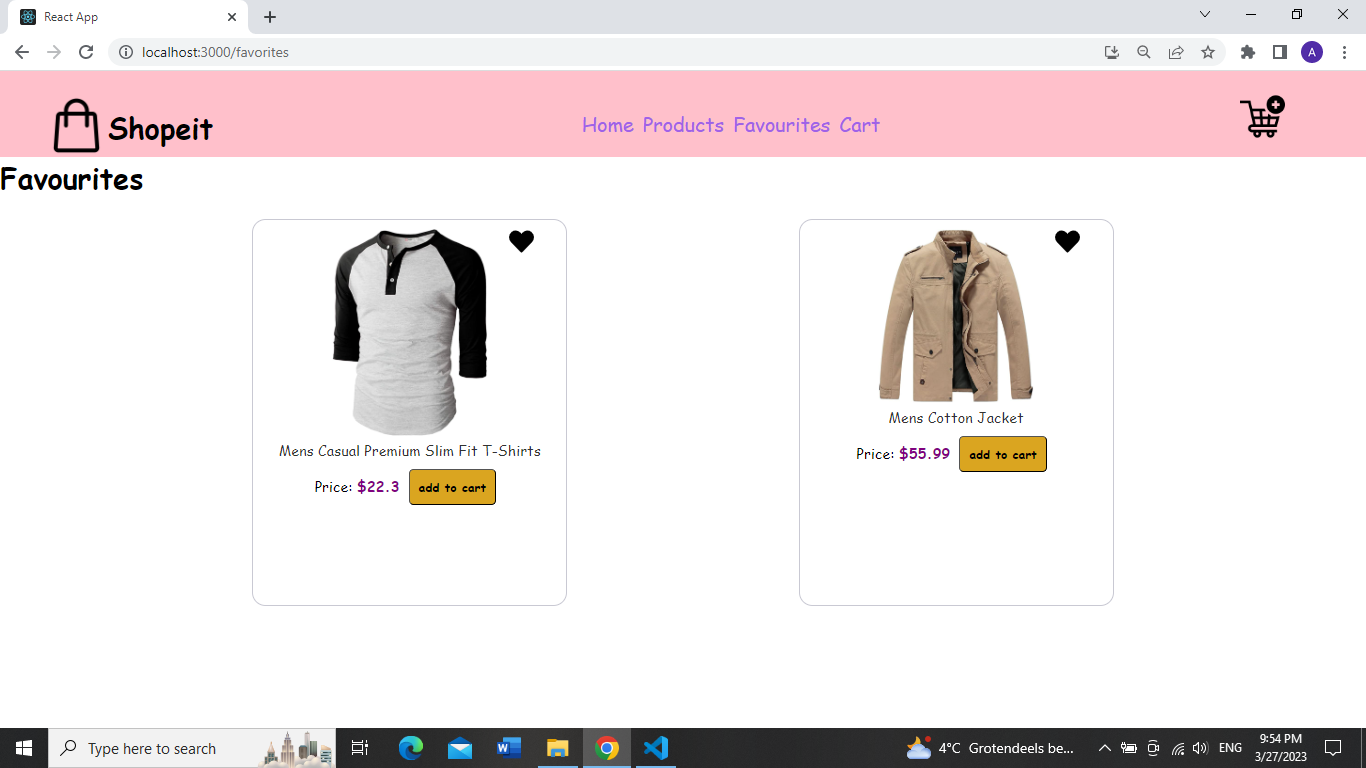 React App
localhost:3000/favorites
A
Shopeit
Home Products Favourites Cart
Favourites
Mens Casual Premium Slim Fit T-Shirts
Price: $22.3 add to cart
Mens Cotton Jacket
Price: $55.99 add to cart
Type here to search
4°C Grotendeels be...
ENG
9:54 PM
3/27/2023